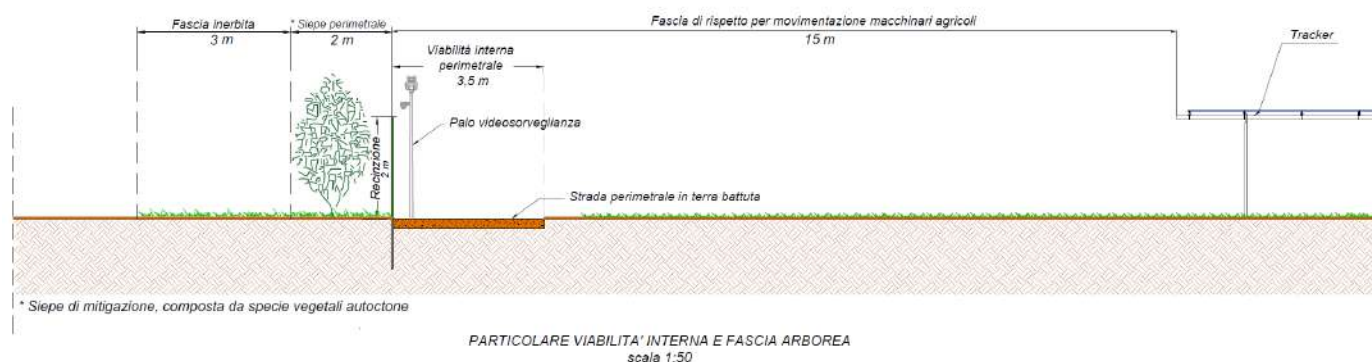 Fascia inerbita
3 m
* Siepe perimetrale
2 m
Fascia di rispetto per movimentazione macchinari agricoli
15 m
Viabilità interna
perimetrale
3,5 m
Tracker
Palo videosorveglianza
Recinzione
2 m
Strada perimetrale in terra battuta
* Siepe di mitigazione, composta da specie vegetali autoctone
PARTICOLARE VIABILITA' INTERNA E FASCIA ARBOREA
scala 1:50